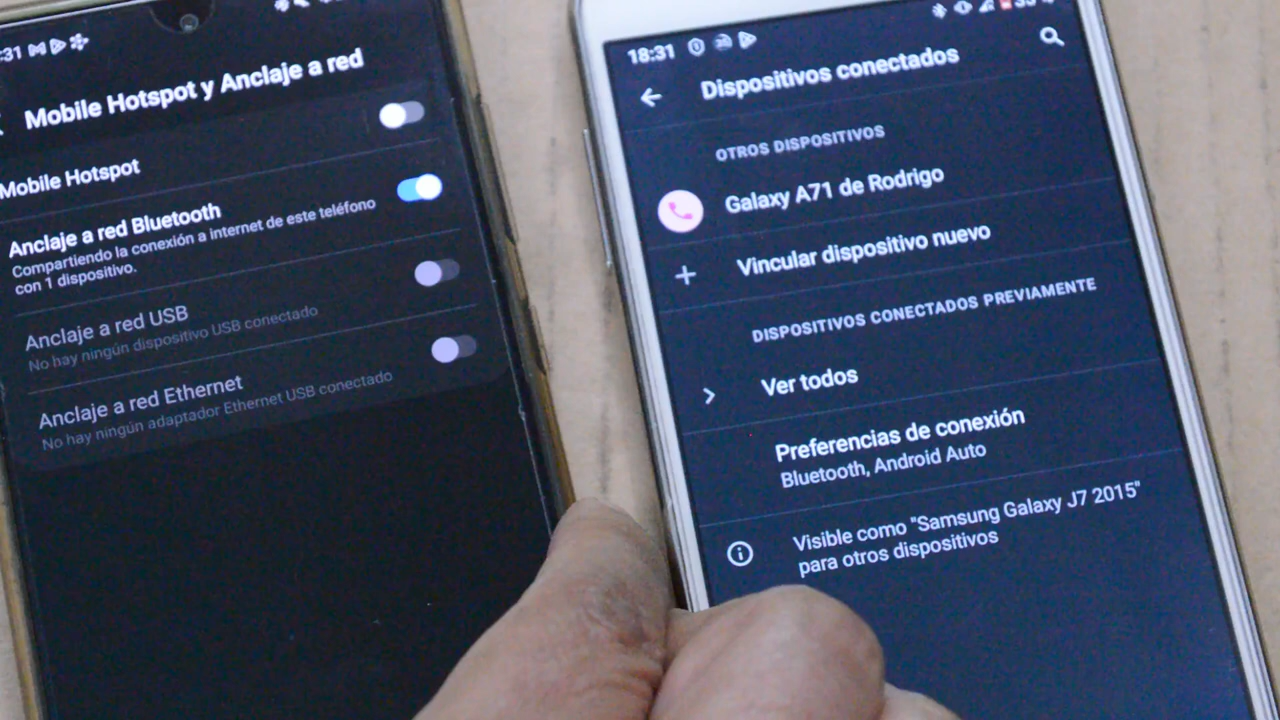 :31
Mobile Hotspot y Anclaje a red
Mobile Hotspot
Anclaje a red Bluetooth
Compartiendo la conexión a internet de este teléfono
con 1 dispositivo.
Anclaje a red USB
No hay ningún dispositivo USB conectado
Anclaje a red Ethernet
No hay ningún adaptador Ethernet USB conectado
18:31
Dispositivos conectados
OTROS DISPOSITIVOS
Galaxy A71 de Rodrigo
Vincular dispositivo nuevo
DISPOSITIVOS CONECTADOS PREVIAMENTE
Ver todos
Preferencias de conexión
Bluetooth, Android Auto
Visible como "Samsung Galaxy J7 2015"
para otros dispositivos